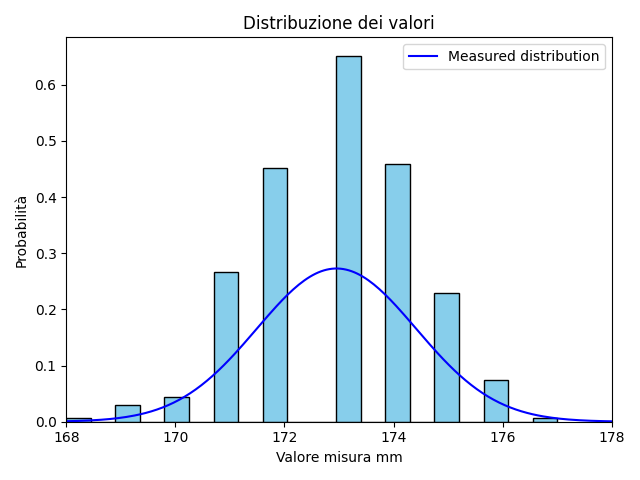 Distribuzione dei valori
Measured distribution
0.6
0.5
0.4
0.3
0.2
0.1
0.0
Probabilità
168 170 172 174 176 178
Valore misura mm